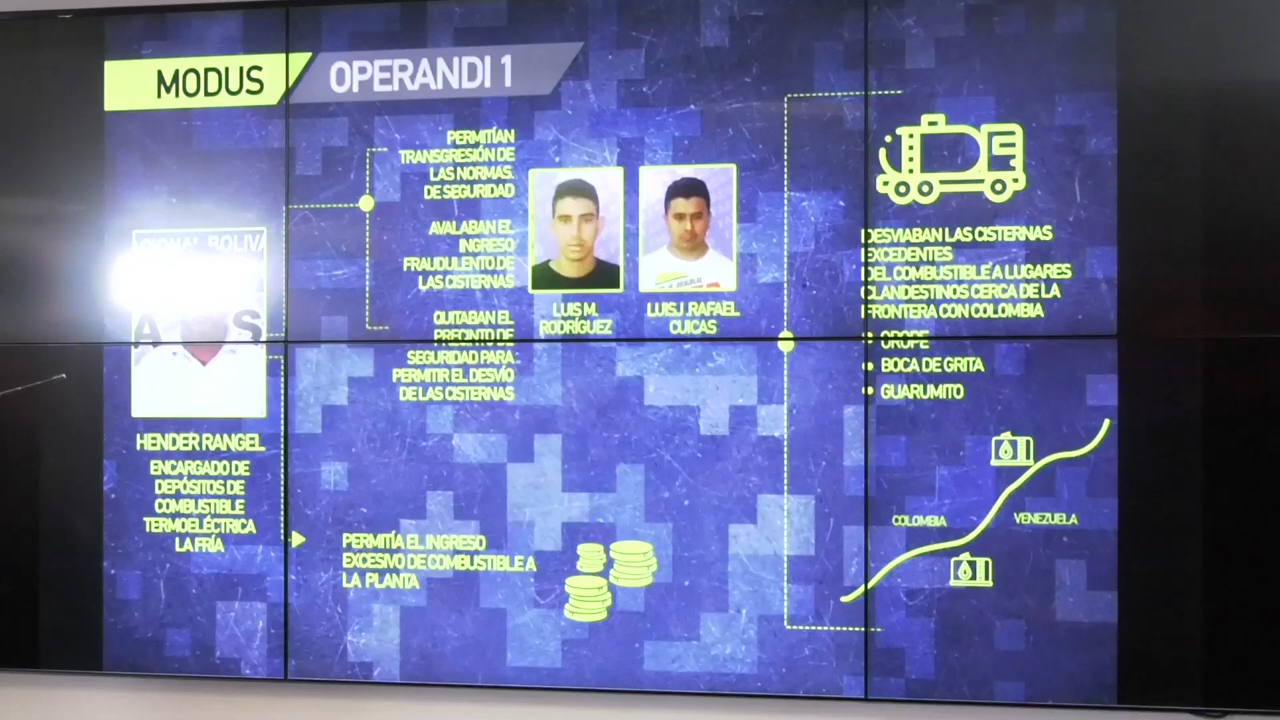 MODUS OPERANDI 1
PERMITÍAN
TRANSGRESIÓN DE
LAS NORMAS.
DE SEGURIDAD
AVALABAN EL
INGRESO
FRAUDULENTO DE
LAS CISTERNAS
QUITABAN EL
PRECINTO DE
SEGURIDAD PARA
PERMITIR EL DESVÍO
DE LAS CISTERNAS
LUIS M.
RODRÍGUEZ
LUIS J .RAFAEL
CUICAS
DESVIABAN LAS CISTERNAS
EXCEDENTES
DEL COMBUSTIBLE A LUGARES
CLANDESTINOS CERCA DE LA
FRONTERA CON COLOMBIA
OROPE
BOCA DE GRITA
GUARUMITO
COLOMBIA
VENEZUELA
A S
HENDER RANGEL
ENCARGADO DE
DEPÓSITOS DE
COMBUSTIBLE
TERMOELÉCTRICA
LA FRÍA
PERMITÍA EL INGRESO
EXCESIVO DE COMBUSTIBLE A
LA PLANTA